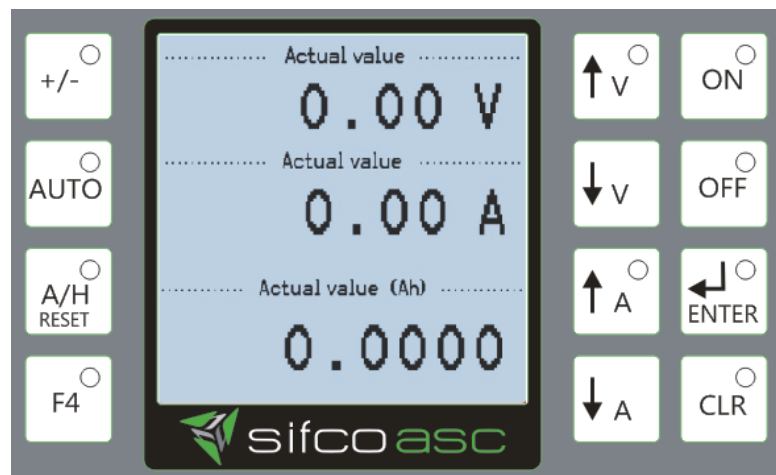 +/-
AUTO
A/H
RESET
F4
Actual value
0.00 V
Actual value
0.00 A
Actual value (Ah)
0.0000
sifco asc
↑ V
↓ V
↑ A
↓ A
ON
OFF
ENTER
CLR